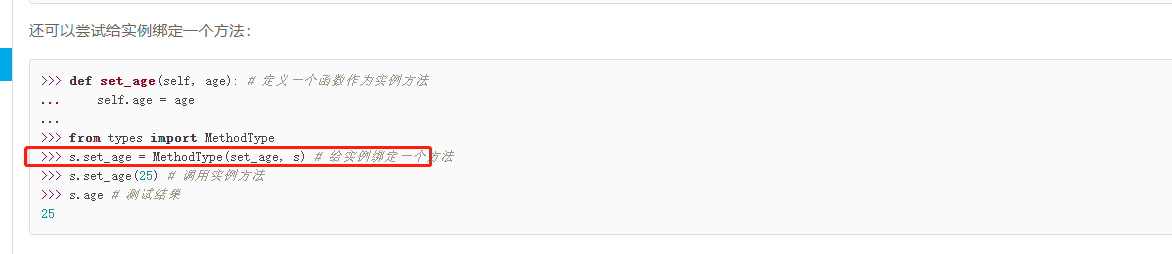 还可以尝试给实例绑定一个方法：
>>> def set_age(self, age): # 定义一个函数作为实例方法
...     self.age = age
...
>>> from types import MethodType
>>> s.set_age = MethodType(set_age, s) # 给实例绑定一个方法
>>> s.set_age(25) # 调用实例方法
>>> s.age # 测试结果
25